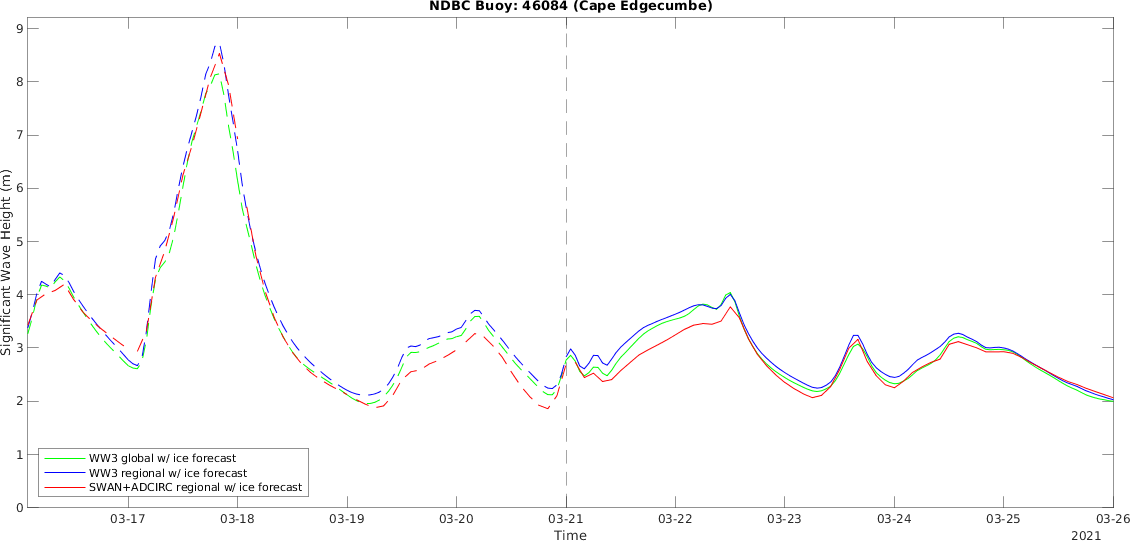 NDBC Buoy: 46084 (Cape Edgecumbe)
Significant Wave Height (m)
9
8
7
6
5
4
3
2
1
0
WW3 global w/ ice forecast
WW3 regional w/ ice forecast
SWAN+ADCIRC regional w/ ice forecast
03-17 03-18 03-19 03-20 03-21 03-22 03-23 03-24 03-25 03-26
Time
2021